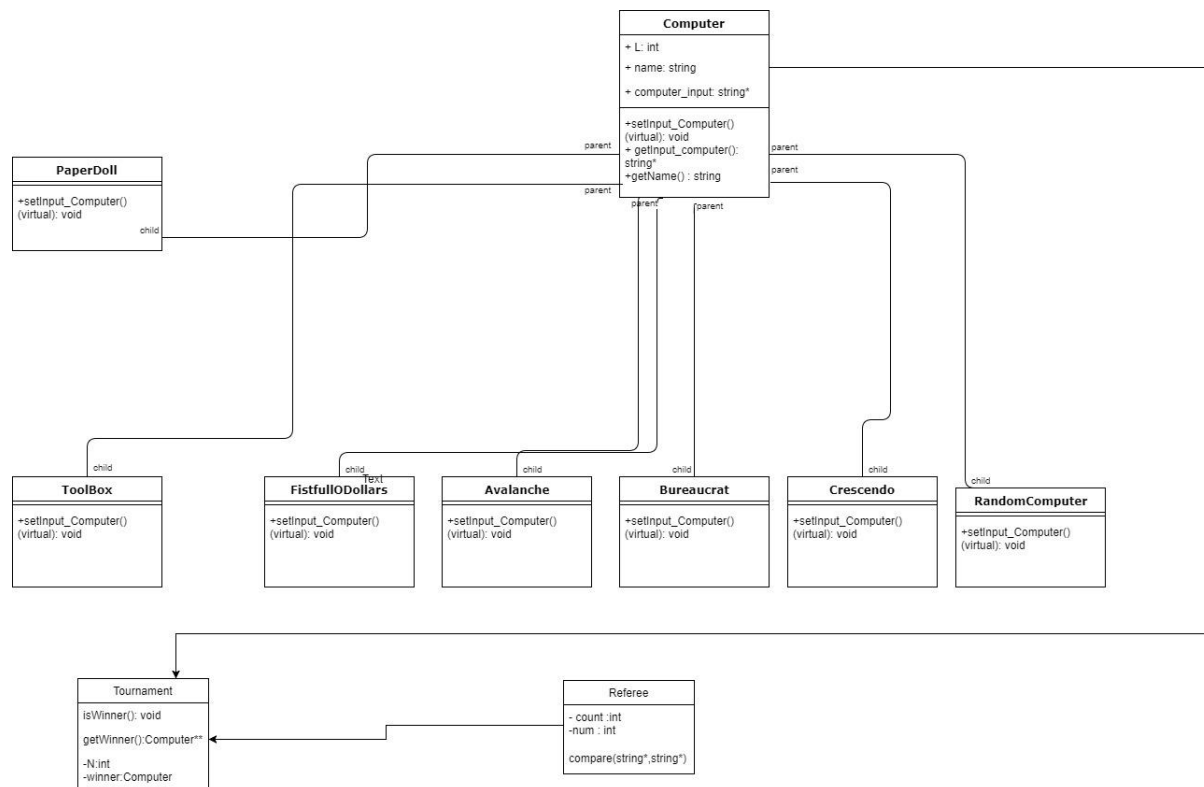 Computer
+ L: int
+ name: string
+ computer_input: string*
+setInput_Computer()
(virtual): void
+ getInput_computer():
string*
+getName() : string
parent
parent
parent
parent
parent
parent
PaperDoll
+setInput_Computer()
(virtual): void
child
child
child
Text
child
child
child
child
ToolBox
+setInput_Computer()
(virtual): void
FistfullODollars
+setInput_Computer()
(virtual): void
Avalanche
+setInput_Computer()
(virtual): void
Bureaucrat
+setInput_Computer()
(virtual): void
Crescendo
+setInput_Computer()
(virtual): void
RandomComputer
+setInput_Computer()
(virtual): void
Tournament
isWinner(): void
getWinner():Computer**
-N:int
-winner:Computer
Referee
- count :int
-num : int
compare(string*,string*)